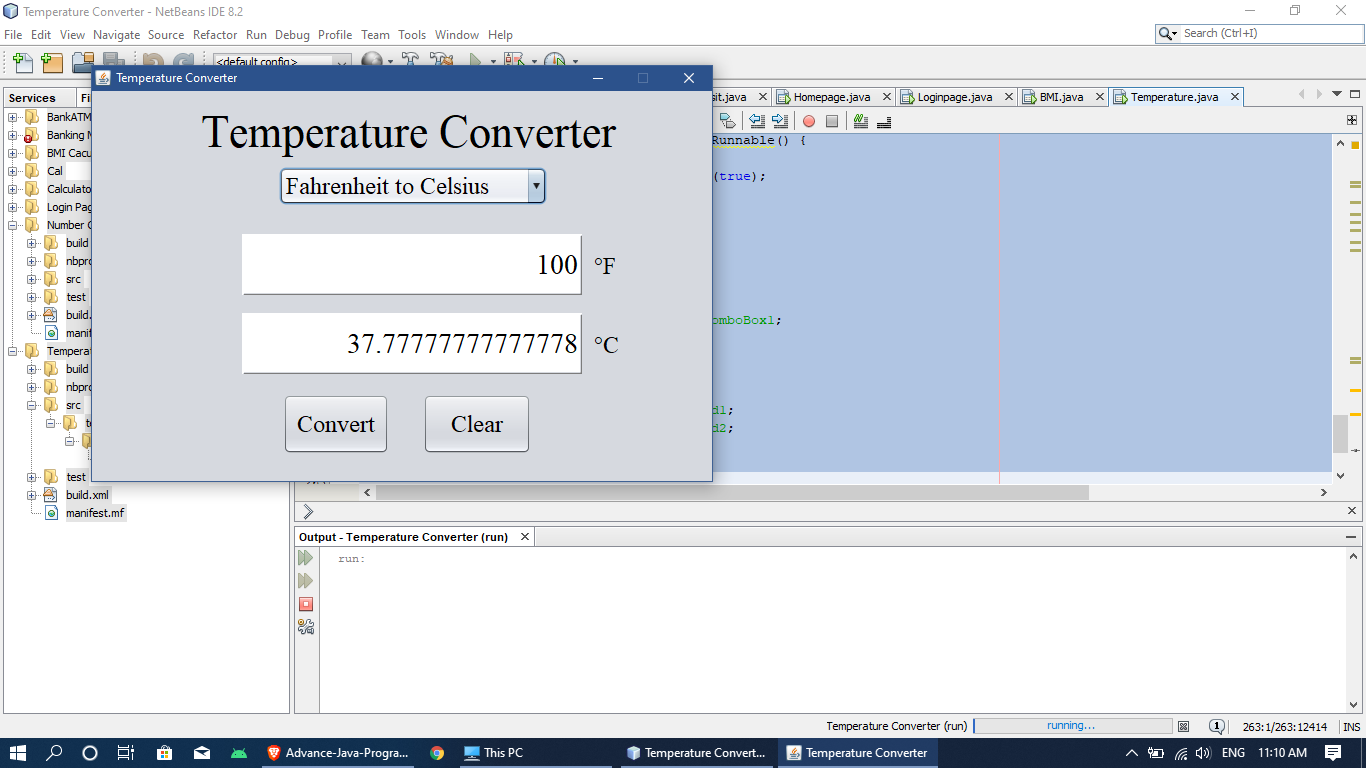 Temperature Converter - NetBeans IDE 8.2
File Edit View Navigate Source Refactor Run Debug Profile Team Tools Window Help
Search (Ctrl+I)
<default config>
Temperature Converter
Services
sit.java
Homepage.java
Loginpage.java
BMI.java
Temperature.java
BankATM
Banking
BMI
Cal
Calculato
Login Pag
Number
build
nbpro
src
test
build.
manif
Temperat
build
nbpro
src
test
build.xml
manifest.mf
Temperature Converter
Fahrenheit to Celsius
100 °F
37.77777777777778 °C
Convert Clear
Runnable() {
(true);
omboBox1;
d1;
d2;
Output - Temperature Converter (run)
run:
Temperature Converter (run) running... 1 263:1/263:12414 INS
Advance-Java-Progra... This PC Temperature Convert... Temperature Converter ENG 11:10 AM